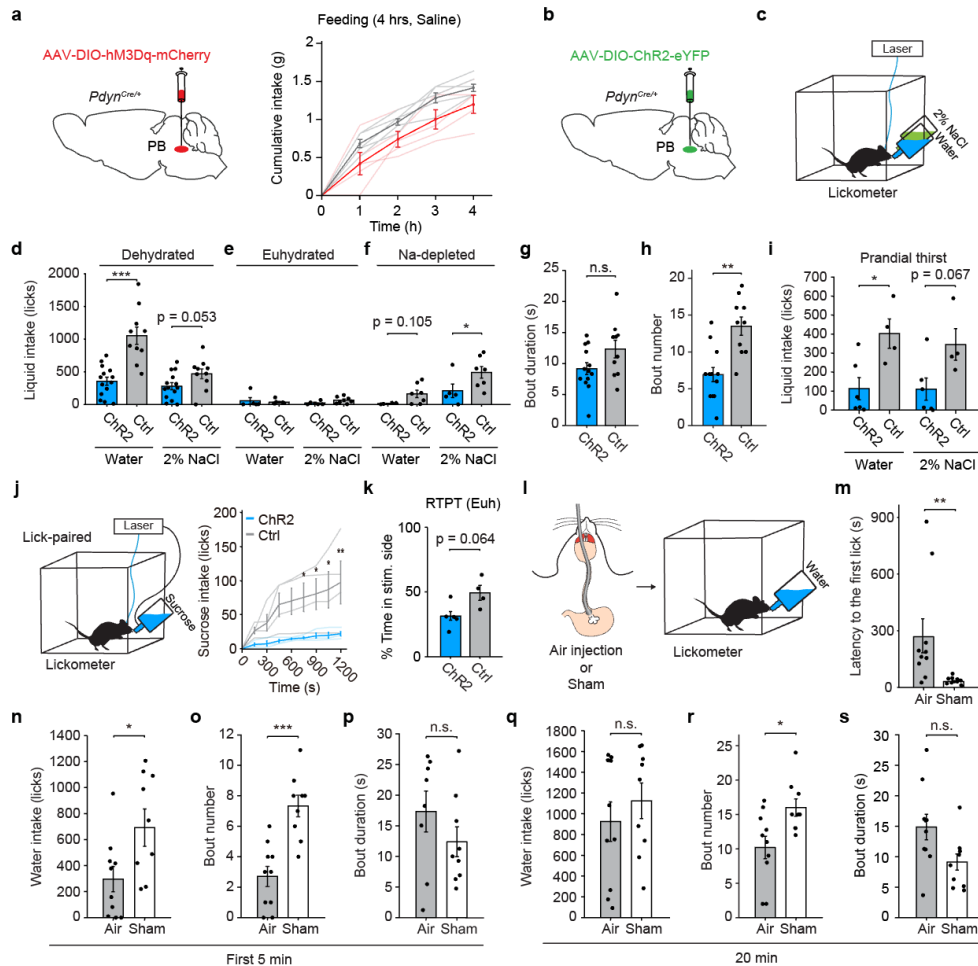 a
Feeding (4 hrs, Saline)
AAV-DIO-hM3Dq-mCherry
Pdyn^Cre/+
PB
Cumulative intake (g)
2
1.5
1
0.5
0
0 1 2 3 4
Time (h)
b
AAV-DIO-ChR2-eYFP
Pdyn^Cre/+
PB
c
Laser
2% NaCl
Water
Lickometer
d
Dehydrated
Liquid intake (licks)
2000
1500
1000
500
0
***
p = 0.053
ChR2 Ctrl ChR2 Ctrl
Water 2% NaCl
e
Euhydrated
ChR2 Ctrl ChR2 Ctrl
Water 2% NaCl
f
Na-depleted
p = 0.105
*
ChR2 Ctrl ChR2 Ctrl
Water 2% NaCl
g
Bout duration (s)
25
20
15
10
5
0
n.s.
ChR2 Ctrl
h
Bout number
20
15
10
5
0
**
ChR2 Ctrl
i
Prandial thirst
Liquid intake (licks)
700
600
500
400
300
200
100
0
*
p = 0.067
ChR2 Ctrl ChR2 Ctrl
Water 2% NaCl
j
Lick-paired
Laser
Sucrose
Lickometer
Sucrose intake (licks)
200
150
100
50
0
ChR2
Ctrl
* * * **
300 600 900 1200
Time (s)
k
RTPT (Euh)
% Time in stim. side
100
50
0
p = 0.064
ChR2 Ctrl
l
Air injection
or
Sham
Water
Lickometer
m
Latency to the first lick (s)
900
600
300
0
**
Air Sham
n
Water intake (licks)
1400
1200
1000
800
600
400
200
0
*
Air Sham
o
Bout number
12
10
8
6
4
2
0
***
Air Sham
p
Bout duration (s)
30
25
20
15
10
5
0
n.s.
Air Sham
First 5 min
q
Water intake (licks)
1800
1600
1400
1200
1000
800
600
400
200
0
n.s.
Air Sham
r
Bout number
30
20
10
0
*
Air Sham
s
Bout duration (s)
30
25
20
15
10
5
0
n.s.
Air Sham
20 min